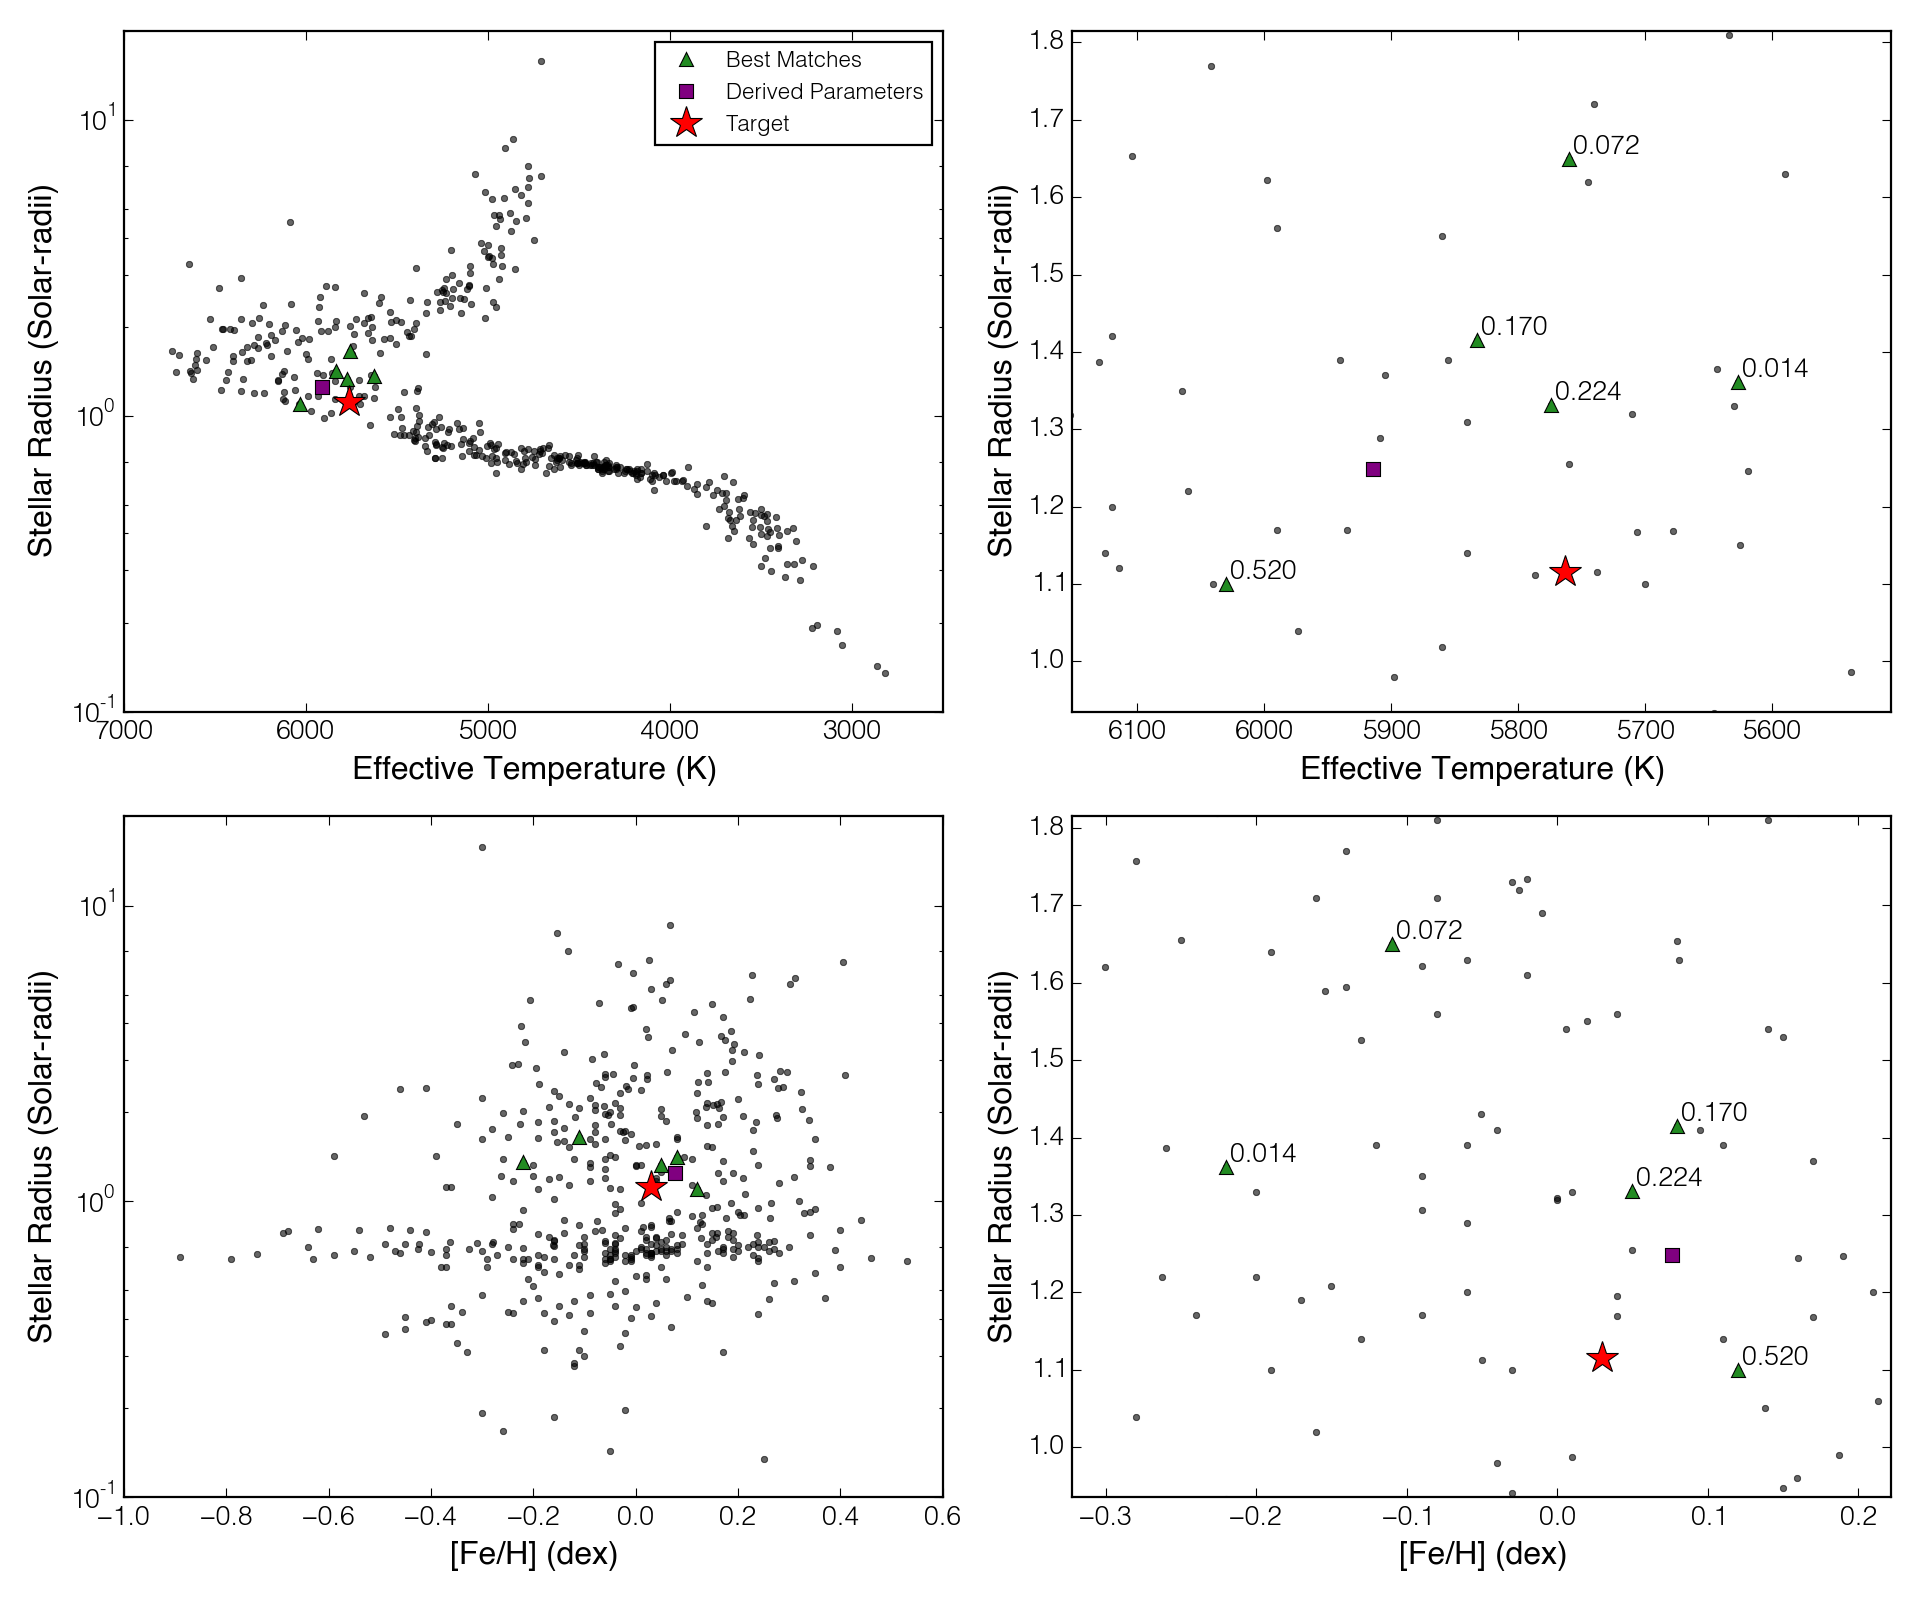 Best Matches
Derived Parameters
Target
10^1
10^0
10^-1
7000 6000 5000 4000 3000
Stellar Radius (Solar-radii)
Effective Temperature (K)
1.8
1.7
1.6
1.5
1.4
1.3
1.2
1.1
1.0
0.072
0.170
0.014
0.224
0.520
6100 6000 5900 5800 5700 5600
Stellar Radius (Solar-radii)
Effective Temperature (K)
10^1
10^0
10^-1
−1.0 −0.8 −0.6 −0.4 −0.2 0.0 0.2 0.4 0.6
Stellar Radius (Solar-radii)
[Fe/H] (dex)
1.8
1.7
1.6
1.5
1.4
1.3
1.2
1.1
1.0
0.072
0.170
0.014
0.224
0.520
−0.3 −0.2 −0.1 0.0 0.1 0.2
Stellar Radius (Solar-radii)
[Fe/H] (dex)